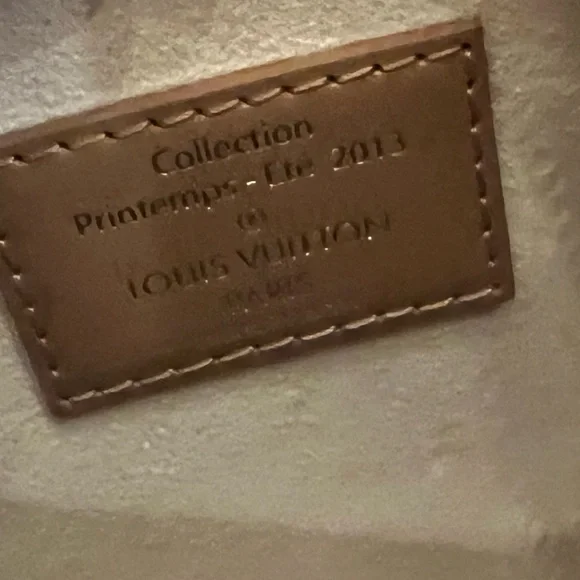 Collection
Printemps-Eté 2013
®
LOUIS VUITTON
PARIS